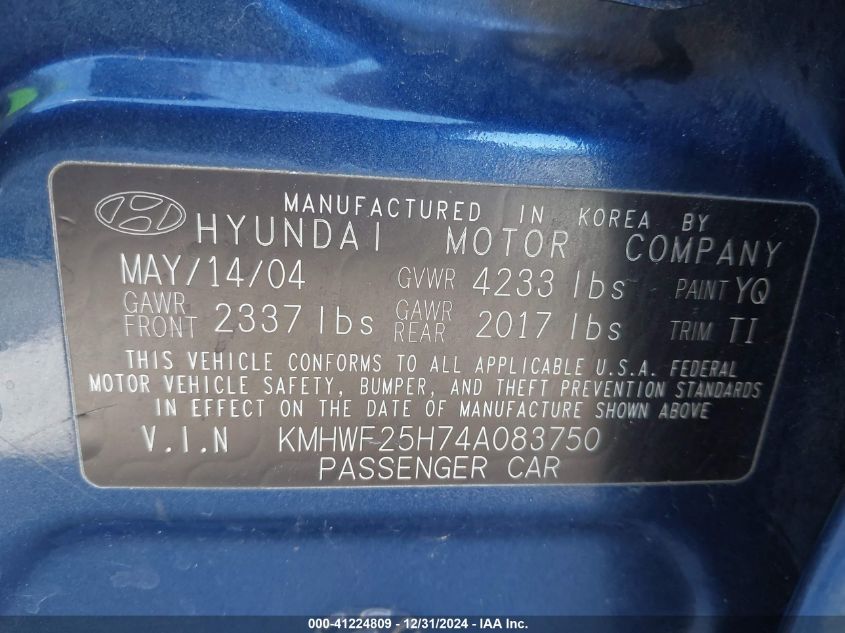 MANUFACTURED IN KOREA BY
HYUNDAI MOTOR COMPANY
MAY/14/04 GVWR 4233 lbs PAINT YQ
GAWR FRONT 2337 lbs GAWR REAR 2017 lbs TRIM TI
THIS VEHICLE CONFORMS TO ALL APPLICABLE U.S.A. FEDERAL
MOTOR VEHICLE SAFETY, BUMPER, AND THEFT PREVENTION STANDARDS
IN EFFECT ON THE DATE OF MANUFACTURE SHOWN ABOVE
V.I.N KMHWF25H74A083750
PASSENGER CAR
000-41224809 - 12/31/2024 - IAA Inc.